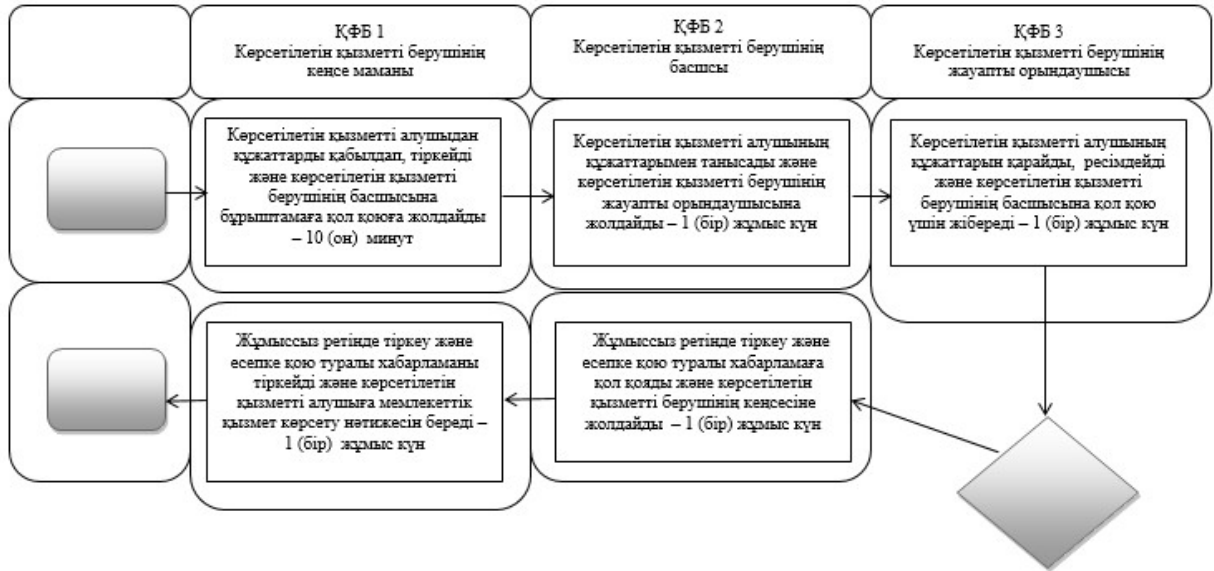 ҚФБ 1
Көрсетілетін қызметті берушінің
кеңсе маманы
ҚФБ 2
Көрсетілетін қызметті берушінің
басшсы
ҚФБ 3
Көрсетілетін қызметті берушінің
жауапты орындаушысы
Көрсетілетін қызметті алушыдан
құжаттарды қабылдап, тіркейді
және көрсетілетін қызметті
берушінің басшысына
бұрыштамаға қол қоюға жолдайды
– 10 (он) минут
Көрсетілетін қызметті алушының
құжаттарымен танысады және
көрсетілетін қызметті берушінің
жауапты орындаушысына
жолдайды – 1 (бір) жұмыс күн
Көрсетілетін қызметті алушының
құжаттарын қарайды, ресімдейді
және көрсетілетін қызметті
берушінің басшысына қол қою
үшін жібереді – 1 (бір) жұмыс күн
Жұмыссыз ретінде тіркеу және
есепке қою туралы хабарламаны
тіркейді және көрсетілетін
қызметті алушыға мемлекеттік
қызмет көрсету нәтижесін береді –
1 (бір) жұмыс күн
Жұмыссыз ретінде тіркеу және
есепке қою туралы хабарламаға
қол қояды және көрсетілетін
қызметті берушінің кеңсесіне
жолдайды – 1 (бір) жұмыс күн